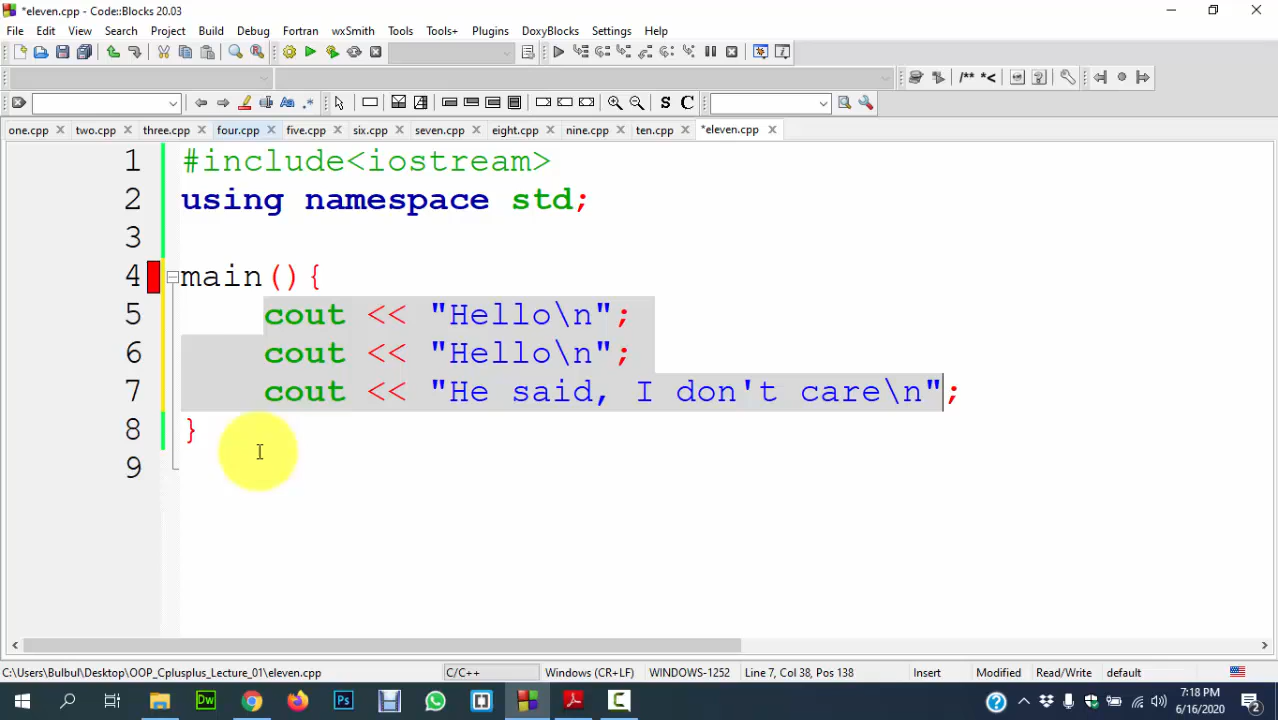 *eleven.cpp - Code::Blocks 20.03
File Edit View Search Project Build Debug Fortran wxSmith Tools Tools+ Plugins DoxyBlocks Settings Help
/** *<
S C
one.cpp two.cpp three.cpp four.cpp five.cpp six.cpp seven.cpp eight.cpp nine.cpp ten.cpp *eleven.cpp
1 #include<iostream>
2 using namespace std;
3
4 main(){
5 cout << "Hello\n";
6 cout << "Hello\n";
7 cout << "He said, I don't care\n";
8 }
9
C:\Users\Bulbul\Desktop\OOP_Cplusplus_Lecture_01\eleven.cpp C/C++ Windows (CR+LF) WINDOWS-1252 Line 7, Col 38, Pos 138 Insert Modified Read/Write default
Dw Ps 7:18 PM
6/16/2020 2